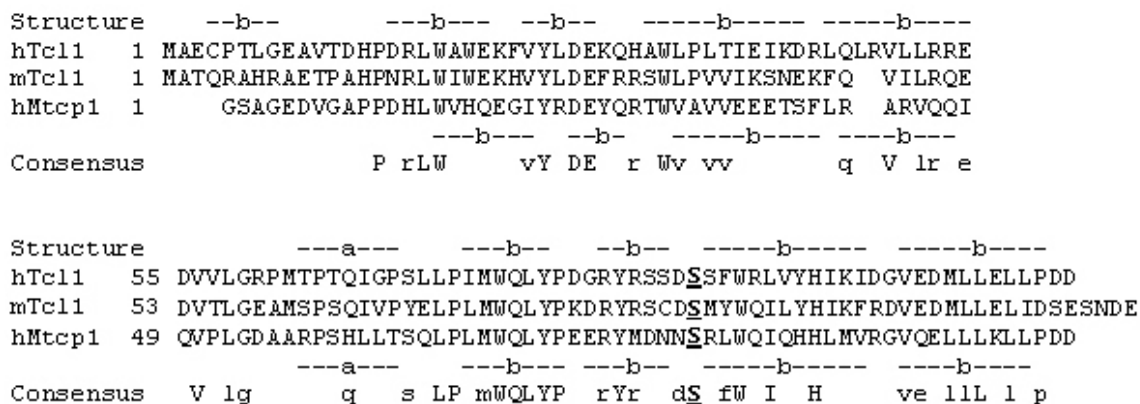 Structure --b-- ---b--- --b-- -----b----- -----b----
hTcl1 1 MAECPTLGEAVTDHPDRLWAWEKFVYLDEKQHAWLPLTIEIKDRLQLRVLLRRE
mTcl1 1 MATQRAHRAETPAHPNRLWIWEKHVYLDEFRRSWLPVVIKSNEKFQ VILRQE
hMtcp1 1 GSAGEDVGAPPDHLWVHQEGIYRDEYQRTWVAVVEEETSFLR ARVQQI
---b--- --b- -----b---- ----b----
Consensus P rLW vY DE r Wv vv q V lr e
Structure ---a--- ---b-- --b-- -----b---- -----b----
hTcl1 55 DVVLGRPMTPTQIGPSLLPIMWQLYPDGRYRSSDSSFWRLVYHIKIDGVEDMLLELLPDD
mTcl1 53 DVTLGEAMSPSQIVPYELPLMWQLYPKDRYRSCDSMYWQILYHIKFRDVEDMLLELIDSESNDE
hMtcp1 49 QVPLGDAARPSHLLTSQLPLMWQLYPEERYMDNNSRLWQIQHHLMVRGVQELLLKLLPDD
---a--- ---b-- --b-- -----b---- -----b----
Consensus V lg q s LP mWQLYP rYr dS fW I H ve llL l p